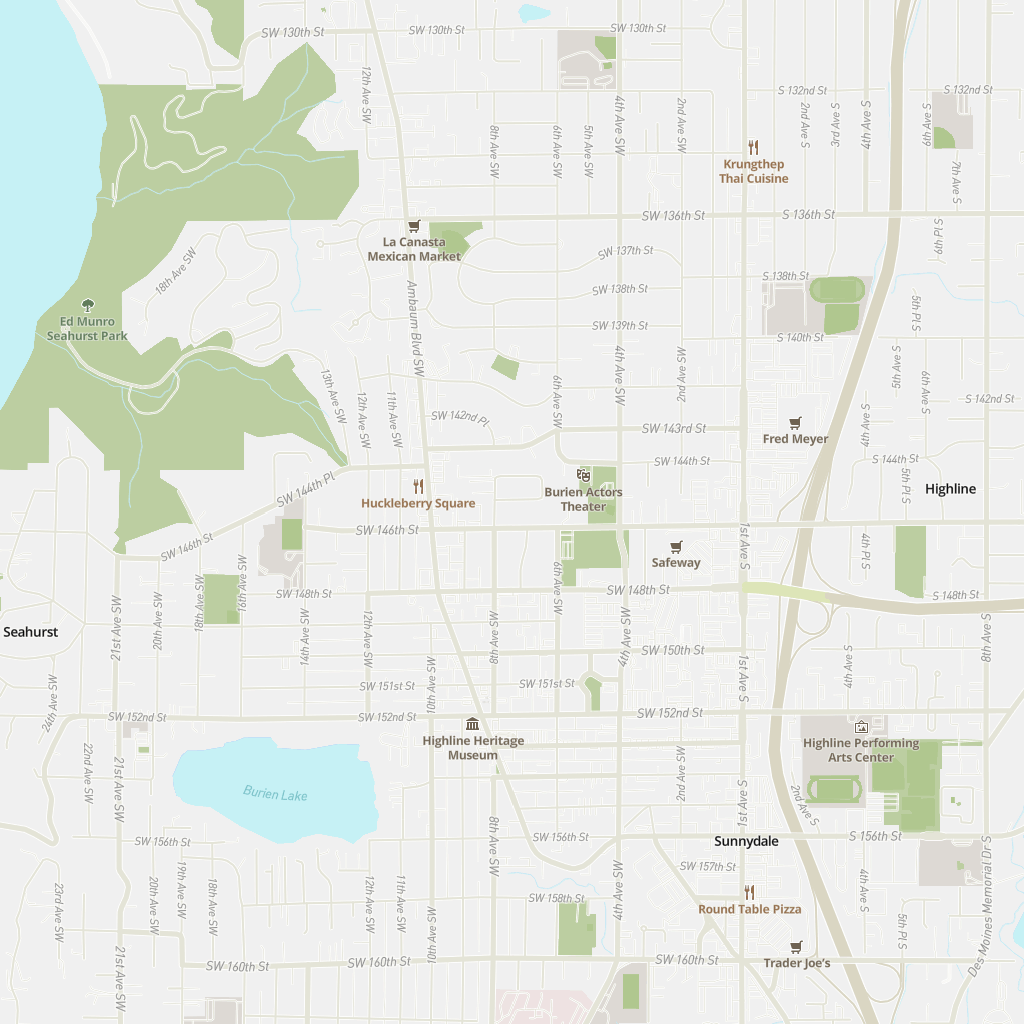 SW 130th St
SW 130th St
SW 130th St
12th Ave SW
S 132nd St
8th Ave SW
6th Ave SW
5th Ave SW
4th Ave SW
2nd Ave SW
2nd Ave S
3rd Ave S
4th Ave S
6th Ave S
7th Ave S
Krungthep
Thai Cuisine
SW 136th St
S 136th St
La Canasta
Mexican Market
SW 137th St
6th Pl S
18th Ave SW
S 138th St
SW 138th St
Ed Munro
Seahurst Park
Ambaum Blvd SW
SW 139th St
S 140th St
5th Pl S
4th Ave SW
2nd Ave SW
5th Ave S
6th Ave S
13th Ave SW
12th Ave SW
11th Ave SW
6th Ave SW
S 142nd St
SW 142nd Pl
SW 143rd St
Fred Meyer
4th Ave S
SW 144th St
S 144th St
SW 144th Pl
Huckleberry Square
Burien Actors
Theater
5th Pl S
Highline
SW 146th St
SW 146th St
1st Ave S
4th Pl S
Safeway
6th Ave SW
18th Ave SW
16th Ave SW
SW 148th St
SW 148th St
S 148th St
Seahurst
21st Ave SW
20th Ave SW
14th Ave SW
12th Ave SW
8th Ave SW
4th Ave SW
8th Ave S
SW 150th St
1st Ave S
4th Ave S
24th Ave SW
SW 151st St
10th Ave SW
SW 151st St
SW 152nd St
SW 152nd St
SW 152nd St
Highline Heritage
Museum
Highline Performing
Arts Center
22nd Ave SW
21st Ave SW
Burien Lake
2nd Ave SW
1st Ave S
2nd Ave S
8th Ave SW
SW 156th St
SW 156th St
Sunnydale
S 156th St
SW 157th St
23rd Ave SW
20th Ave SW
19th Ave SW
18th Ave SW
12th Ave SW
11th Ave SW
10th Ave SW
SW 158th St
4th Ave SW
Round Table Pizza
4th Ave S
5th Pl S
Des Moines Memorial Dr S
21st Ave SW
SW 160th St
SW 160th St
SW 160th St
Trader Joe's